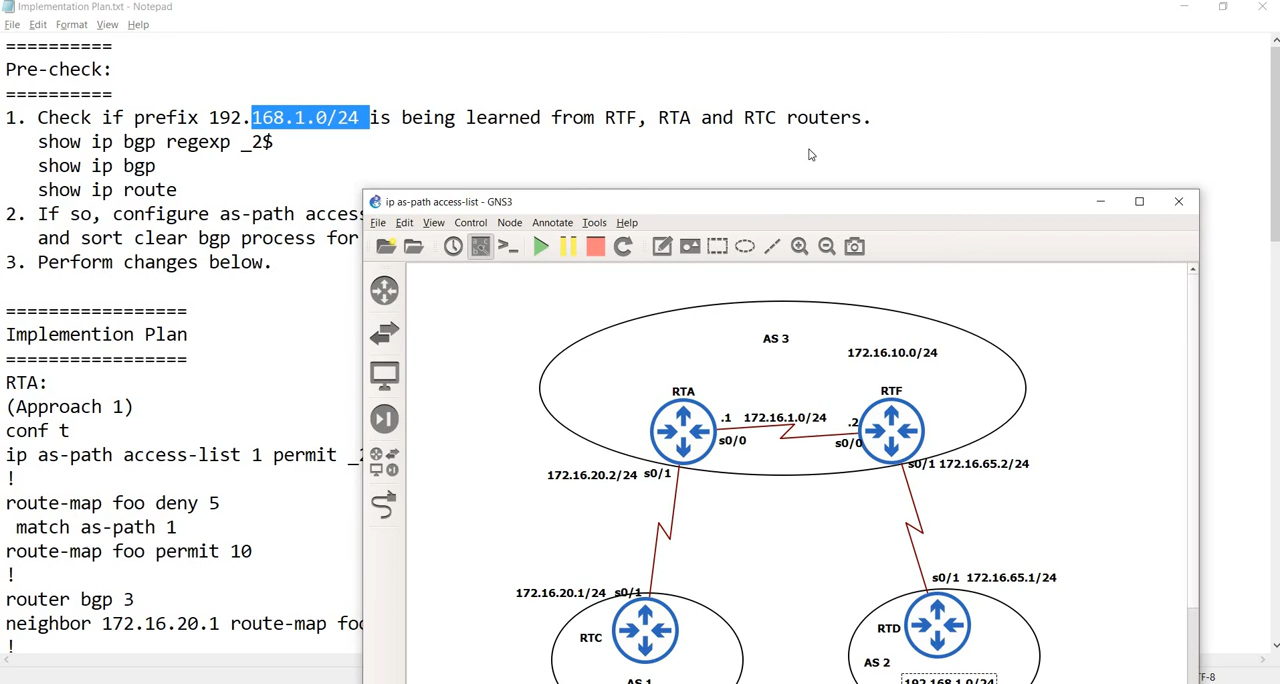 Implementation Plan.txt - Notepad
File Edit Format View Help
==========
Pre-check:
==========
1. Check if prefix 192.168.1.0/24 is being learned from RTF, RTA and RTC routers.
show ip bgp regexp _2$
show ip bgp
show ip route
2. If so, configure as-path access
and sort clear bgp process for
3. Perform changes below.
=================
Implemention Plan
=================
RTA:
(Approach 1)
conf t
ip as-path access-list 1 permit _
!
route-map foo deny 5
match as-path 1
route-map foo permit 10
!
router bgp 3
neighbor 172.16.20.1 route-map foo
!
ip as-path access-list - GNS3
File Edit View Control Node Annotate Tools Help
AS 3
172.16.10.0/24
RTA
RTF
.1 172.16.1.0/24
.2
s0/0
s0/0
172.16.20.2/24 s0/1
s0/1 172.16.65.2/24
s0/1 172.16.65.1/24
172.16.20.1/24 s0/1
RTC
RTD
AS 2
AS 1
192.168.1.0/24